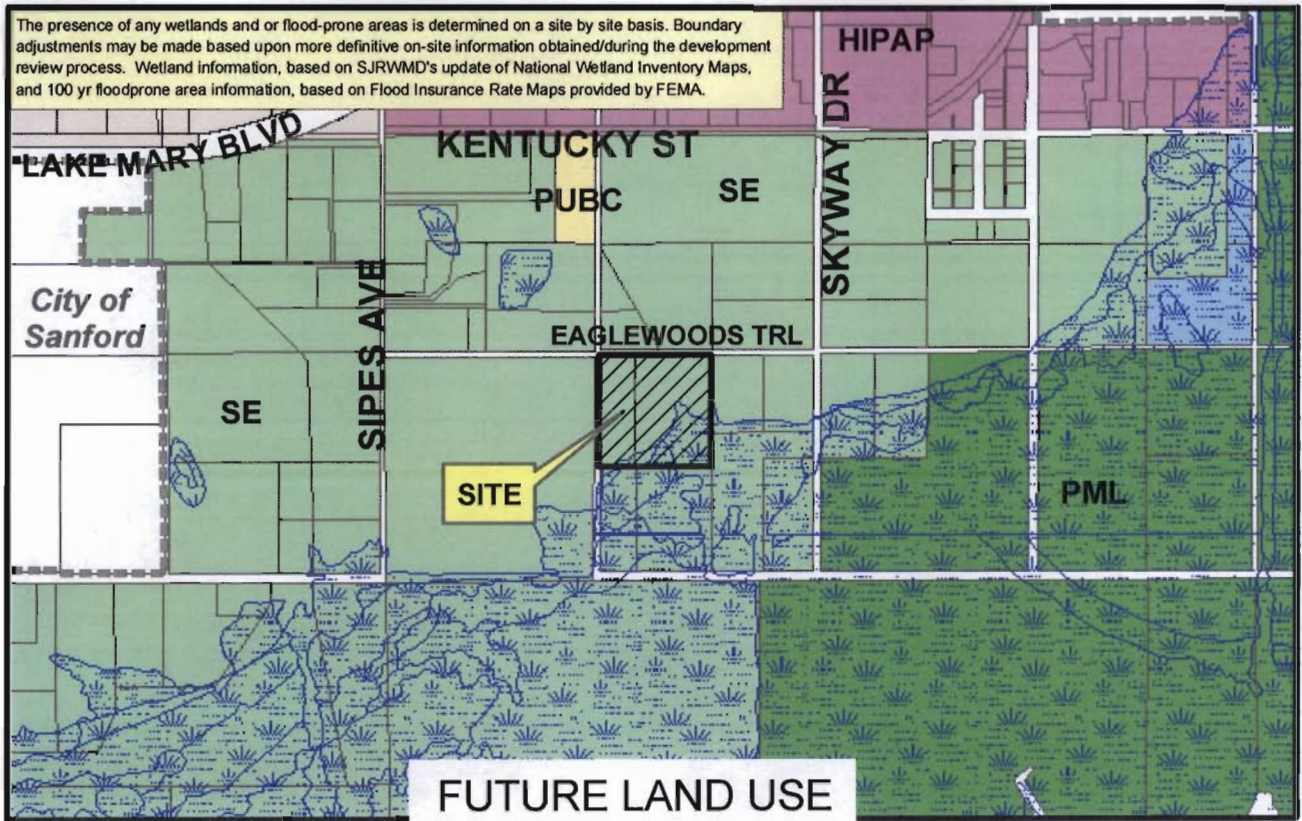 The presence of any wetlands and or flood-prone areas is determined on a site by site basis. Boundary
adjustments may be made based upon more definitive on-site information obtained/during the development
review process. Wetland information, based on SJRWMD's update of National Wetland Inventory Maps,
and 100 yr floodprone area information, based on Flood Insurance Rate Maps provided by FEMA.
HIPAP
LAKE MARY BLVD
KENTUCKY ST
SKYWAY DR
PUBC
SE
City of
Sanford
SIPES AVE
EAGLEWOODS TRL
SE
SITE
PML
FUTURE LAND USE